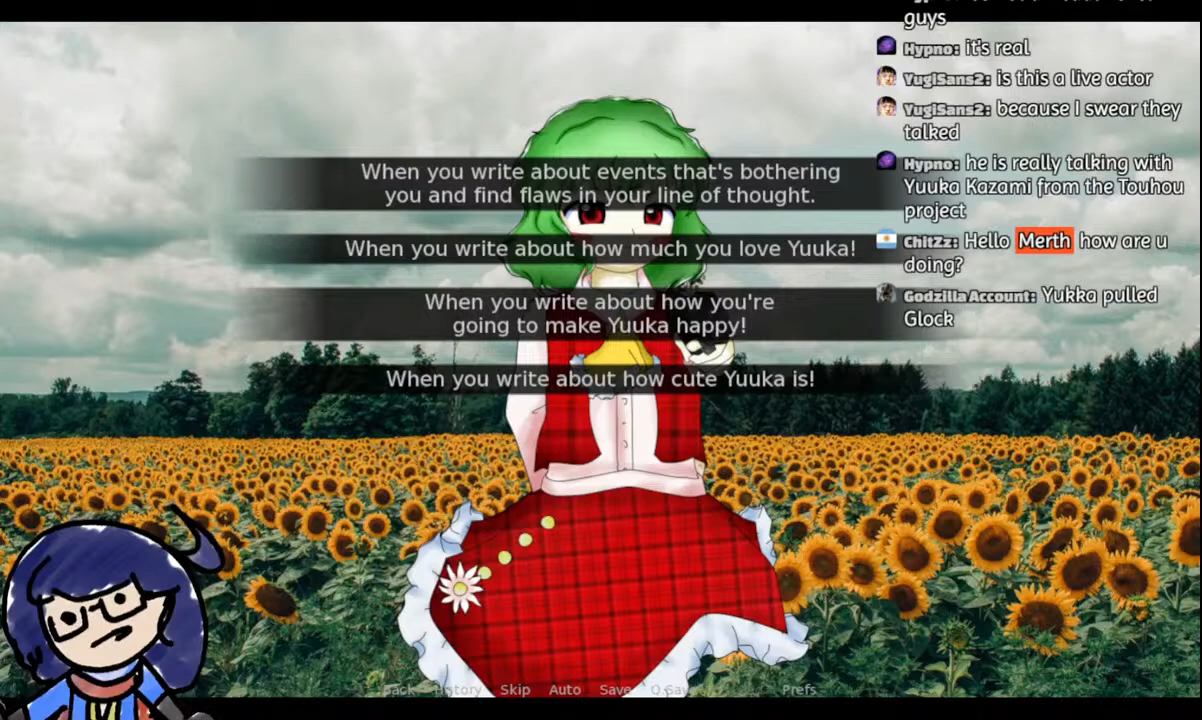 guys
Hypno: it's real
YugiSans2: is this a live actor
YugiSans2: because I swear they
talked
Hypno: he is really talking with
Yuuka Kazami from the Touhou
project
ChitZz: Hello Merth how are u
doing?
GodzillaAccount: Yukka pulled
Glock
When you write about events that's bothering
you and find flaws in your line of thought.
When you write about how much you love Yuuka!
When you write about how you're
going to make Yuuka happy!
When you write about how cute Yuuka is!
Back History Skip Auto Save Q.Save Prefs